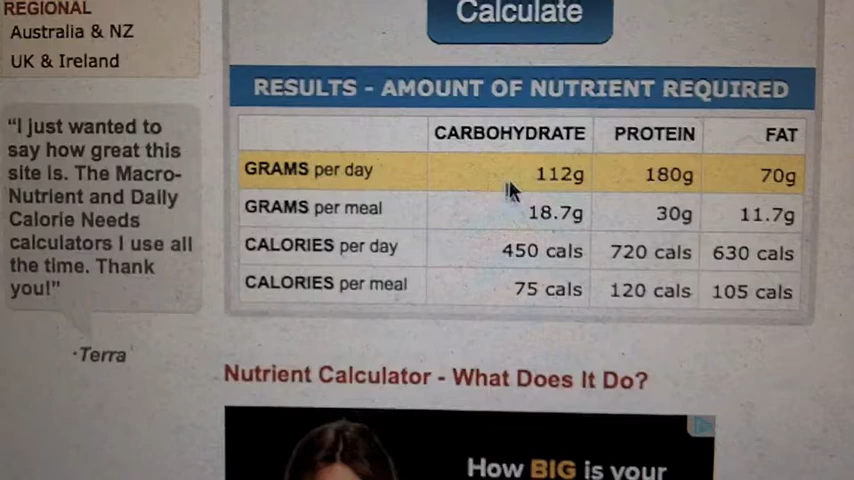 REGIONAL
Australia & NZ
UK & Ireland
“I just wanted to
say how great this
site is. The Macro-
Nutrient and Daily
Calorie Needs
calculators I use all
the time. Thank
you!”
·Terra
Calculate
RESULTS - AMOUNT OF NUTRIENT REQUIRED
CARBOHYDRATE PROTEIN FAT
GRAMS per day 112g 180g 70g
GRAMS per meal 18.7g 30g 11.7g
CALORIES per day 450 cals 720 cals 630 cals
CALORIES per meal 75 cals 120 cals 105 cals
Nutrient Calculator - What Does It Do?
How BIG is your